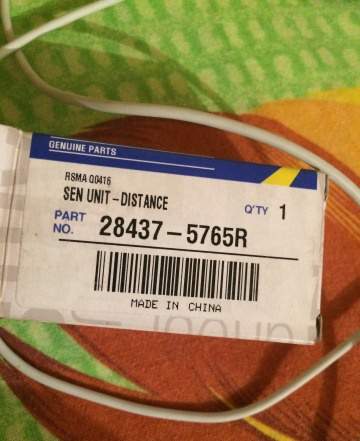 GENUINE PARTS
RSMA Q0416
SEN UNIT-DISTANCE
Q'TY 1
PART NO. 28437-5765R
MADE IN CHINA